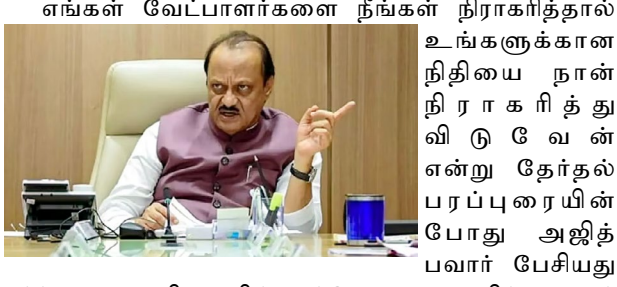 எங்கள் வேட்பாளர்களை நீங்கள் நிராகரித்தால்
உங்களுக்கான
நிதியை நான்
நிராகரித்து
விடுவேன்
என்று தேர்தல்
பரப்புரையின்
போது அஜித்
பவார் பேசியது